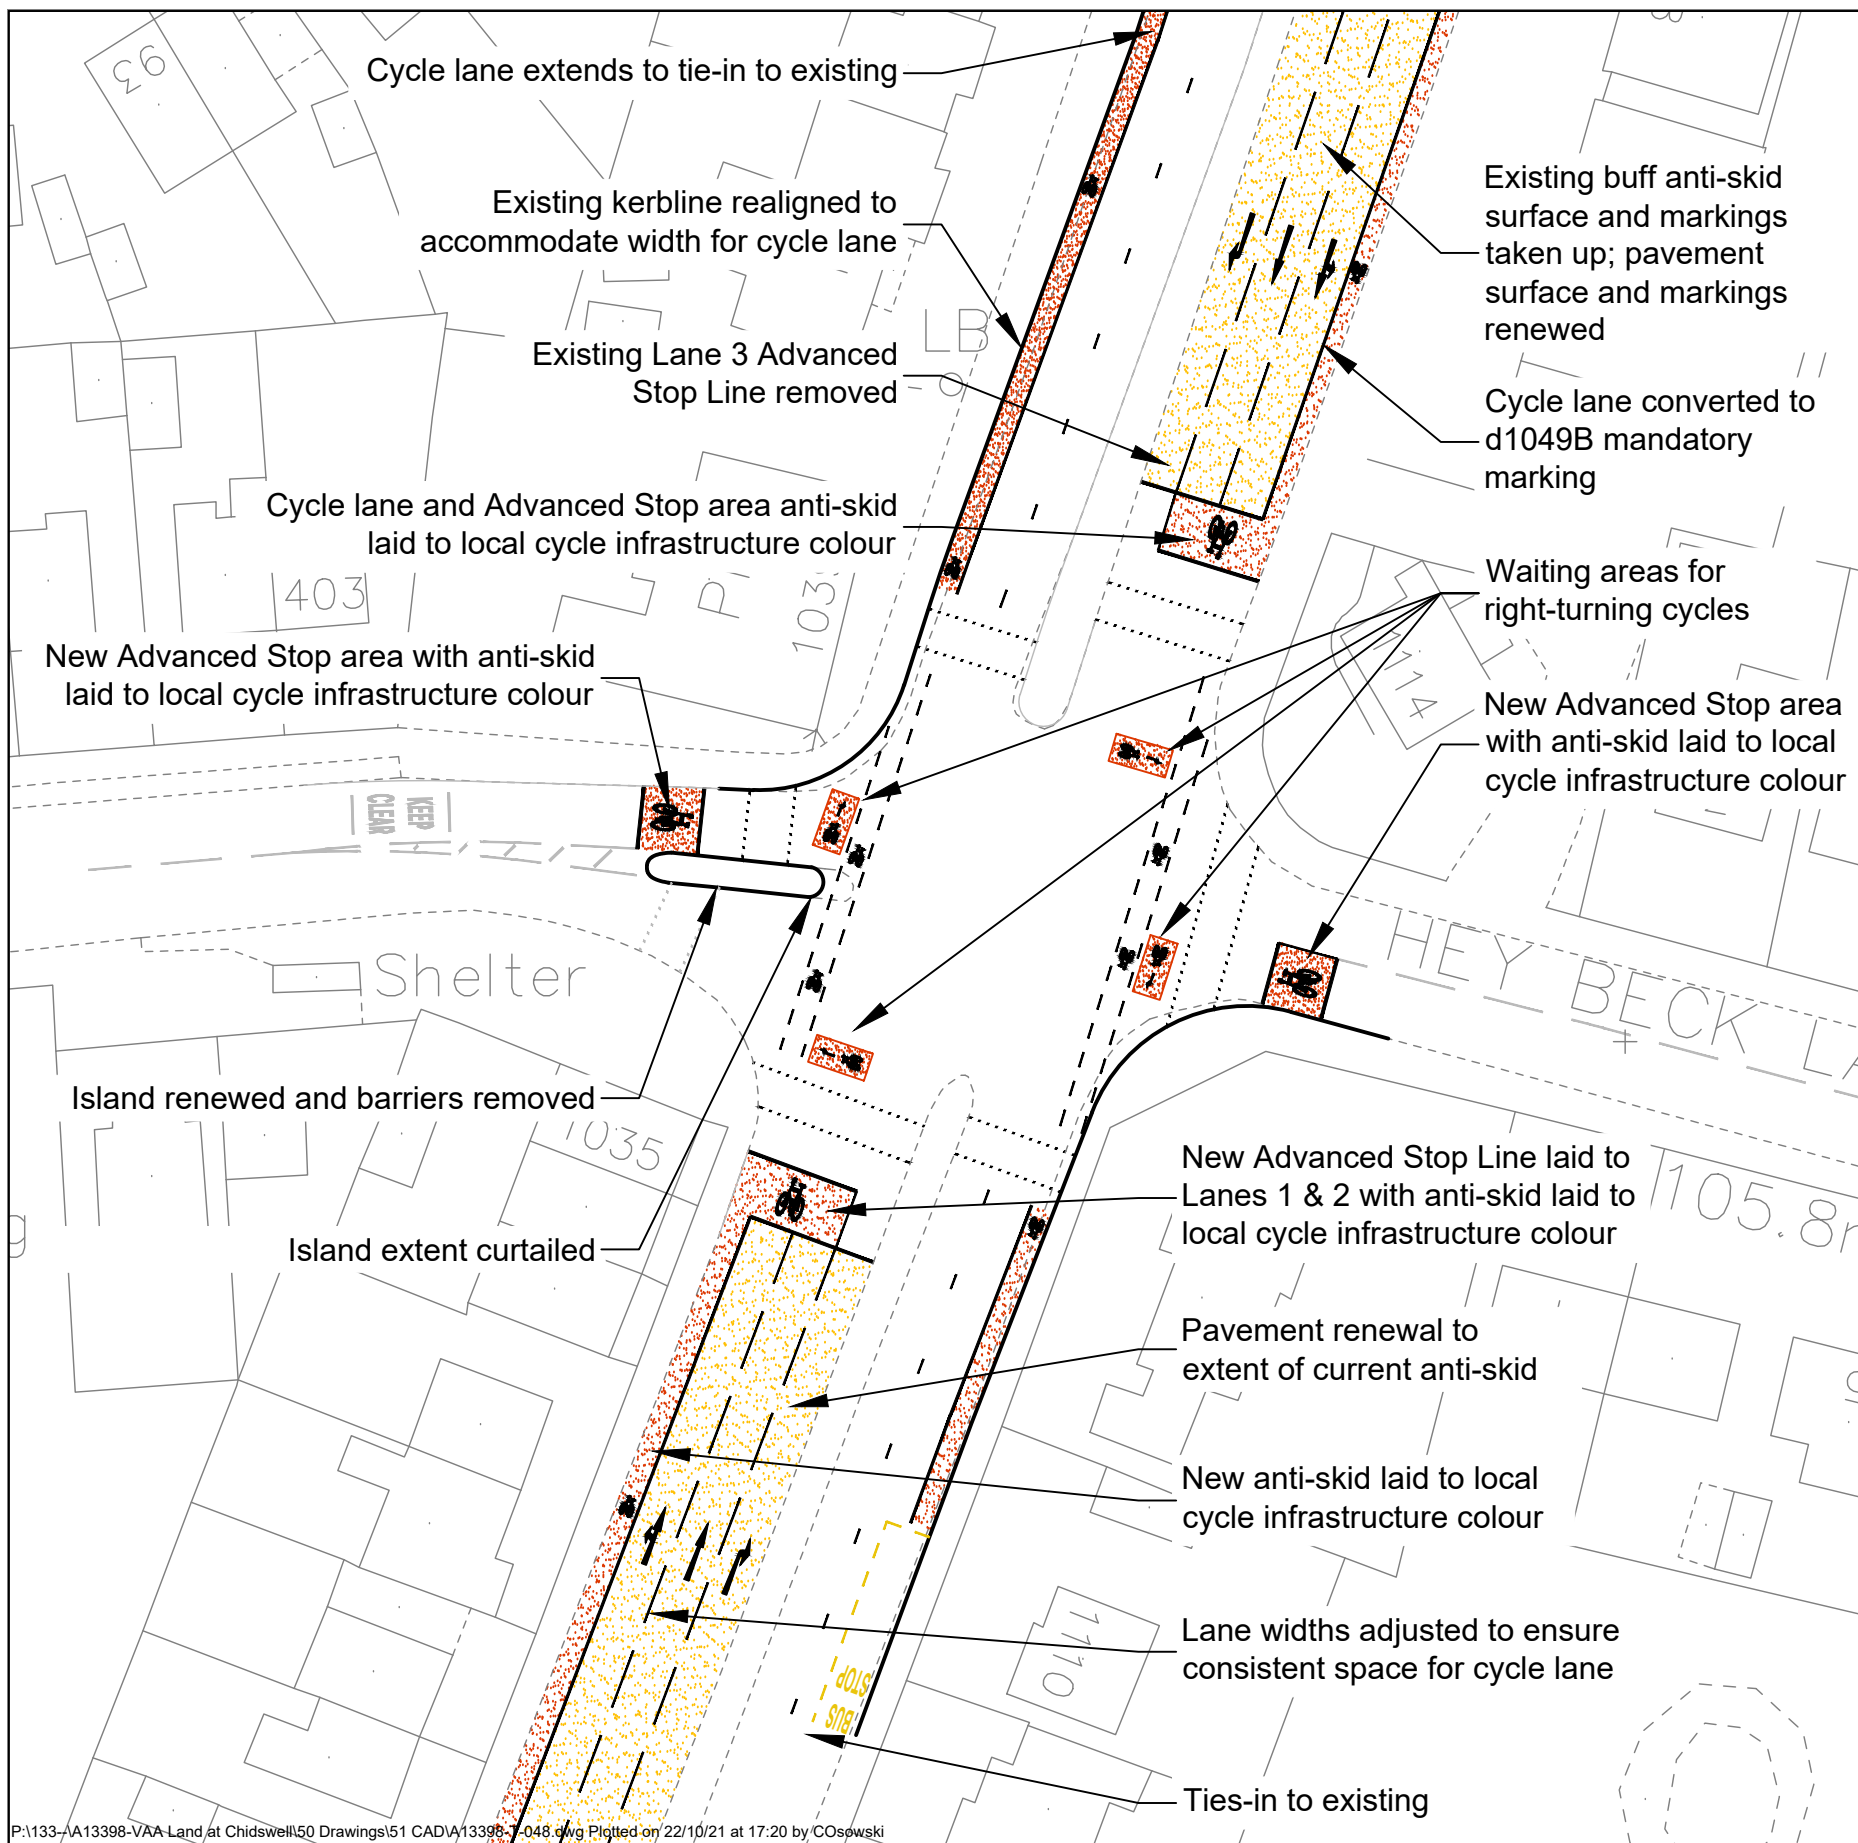 93
Cycle lane extends to tie-in to existing
Existing kerbline realigned to
accommodate width for cycle lane
Existing buff anti-skid
surface and markings
taken up; pavement
surface and markings
renewed
LB
Existing Lane 3 Advanced
Stop Line removed
Cycle lane converted to
d1049B mandatory
marking
Cycle lane and Advanced Stop area anti-skid
laid to local cycle infrastructure colour
Waiting areas for
right-turning cycles
403
103
New Advanced Stop area with anti-skid
laid to local cycle infrastructure colour
1114
New Advanced Stop area
with anti-skid laid to local
cycle infrastructure colour
KEEP
CLEAR
Shelter
HEY BECK LA
Island renewed and barriers removed
1035
New Advanced Stop Line laid to
Lanes 1 & 2 with anti-skid laid to
local cycle infrastructure colour
105.8m
Island extent curtailed
Pavement renewal to
extent of current anti-skid
New anti-skid laid to local
cycle infrastructure colour
1110
Lane widths adjusted to ensure
consistent space for cycle lane
BUS
STOP
Ties-in to existing
P:\133--\A13398-VAA Land at Chidswell\50 Drawings\51 CAD\A13398-T-048.dwg Plotted on 22/10/21 at 17:20 by COsowski